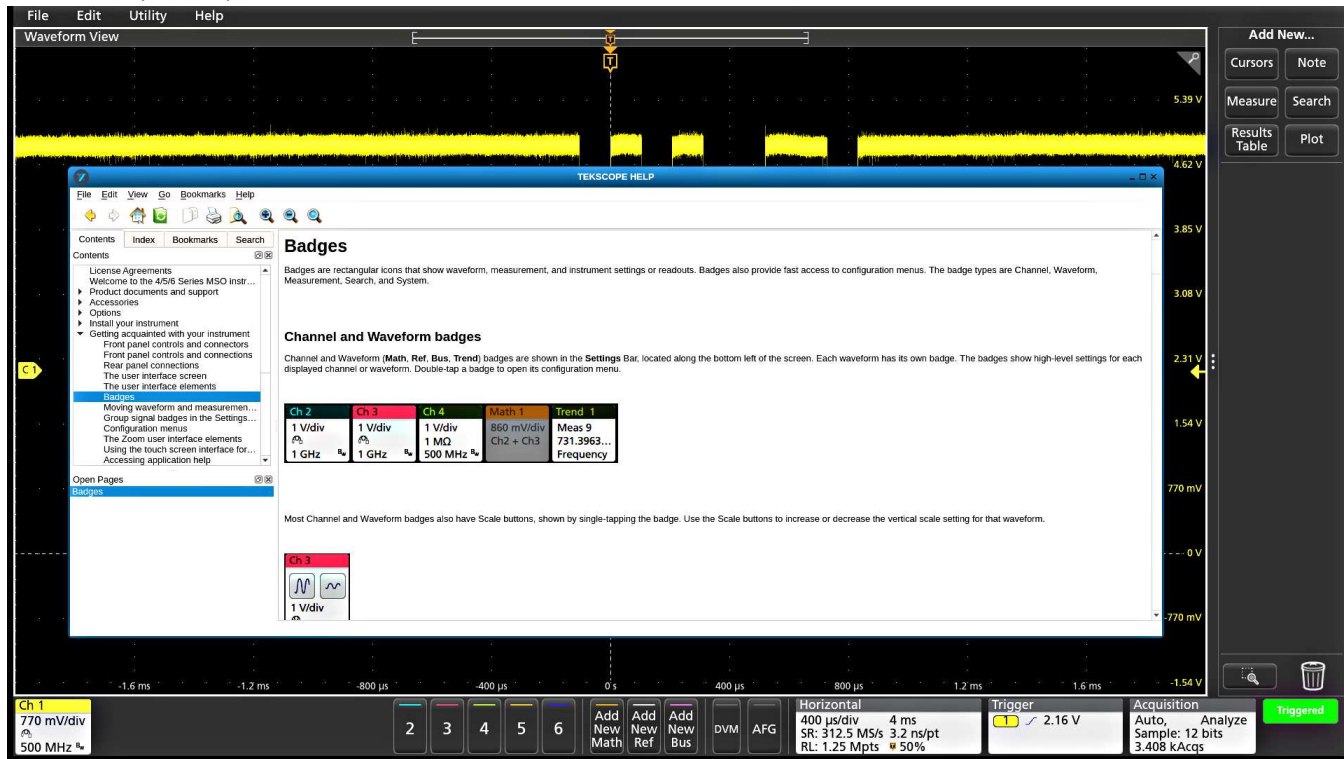 File Edit Utility Help
Waveform View
T
T
Add New...
Cursors Note
Measure Search
Results Table Plot
5.39 V
4.62 V
3.85 V
3.08 V
2.31 V
1.54 V
770 mV
0 V
-770 mV
-1.54 V
C 1
TEKSCOPE HELP
File Edit View Go Bookmarks Help
Contents Index Bookmarks Search
Contents
License Agreements
Welcome to the 4/5/6 Series MSO instr...
Product documents and support
Accessories
Options
Install your instrument
Getting acquainted with your instrument
Front panel controls and connectors
Front panel controls and connections
Rear panel connections
The user interface screen
The user interface elements
Badges
Moving waveform and measuremen...
Group signal badges in the Settings...
Configuration menus
The Zoom user interface elements
Using the touch screen interface for...
Accessing application help
Open Pages
Badges
Badges
Badges are rectangular icons that show waveform, measurement, and instrument settings or readouts. Badges also provide fast access to configuration menus. The badge types are Channel, Waveform,
Measurement, Search, and System.
Channel and Waveform badges
Channel and Waveform (Math, Ref, Bus, Trend) badges are shown in the Settings Bar, located along the bottom left of the screen. Each waveform has its own badge. The badges show high-level settings for each
displayed channel or waveform. Double-tap a badge to open its configuration menu.
Ch 2 Ch 3 Ch 4 Math 1 Trend 1
1 V/div 1 V/div 1 V/div 860 mV/div Meas 9
1 MΩ Ch2 + Ch3 731.3963...
1 GHz Bw 1 GHz Bw 500 MHz Bw Frequency
Most Channel and Waveform badges also have Scale buttons, shown by single-tapping the badge. Use the Scale buttons to increase or decrease the vertical scale setting for that waveform.
Ch 3
1 V/div
-1.6 ms -1.2 ms -800 µs -400 µs 0 s 400 µs 800 µs 1.2 ms 1.6 ms
Ch 1
770 mV/div
500 MHz Bw
2 3 4 5 6
Add New Math
Add New Ref
Add New Bus
DVM AFG
Horizontal
400 µs/div 4 ms
SR: 312.5 MS/s 3.2 ns/pt
RL: 1.25 Mpts 50%
Trigger
1 2.16 V
Acquisition
Auto, Analyze
Sample: 12 bits
3.408 kAcqs
Triggered